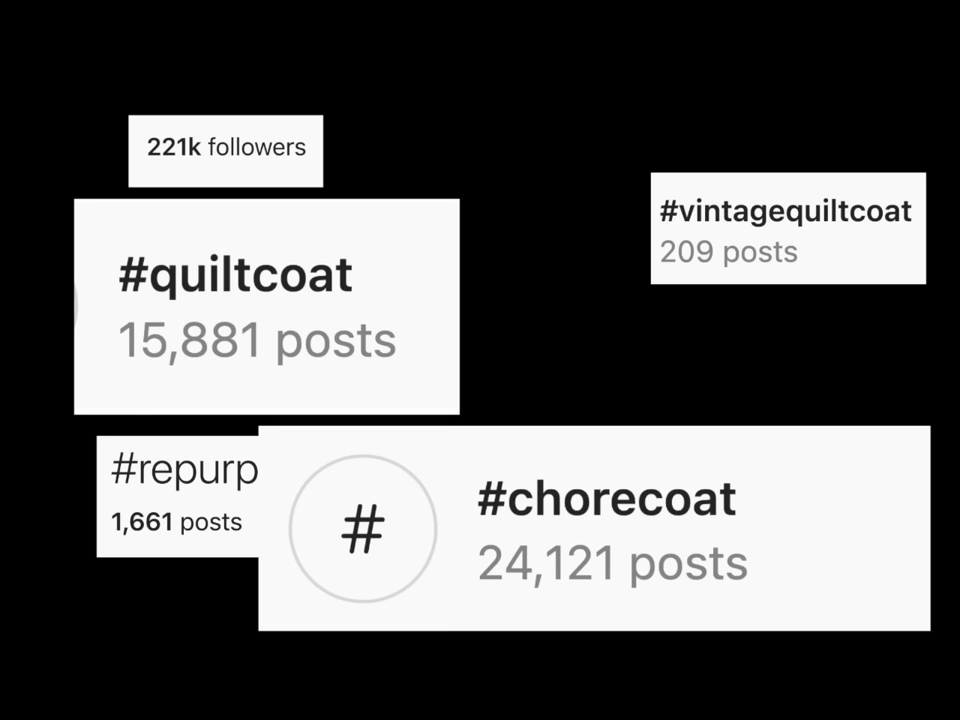 221k followers
#vintagequiltcoat
209 posts
#quiltcoat
15,881 posts
#repurp
1,661 posts
#
#chorecoat
24,121 posts